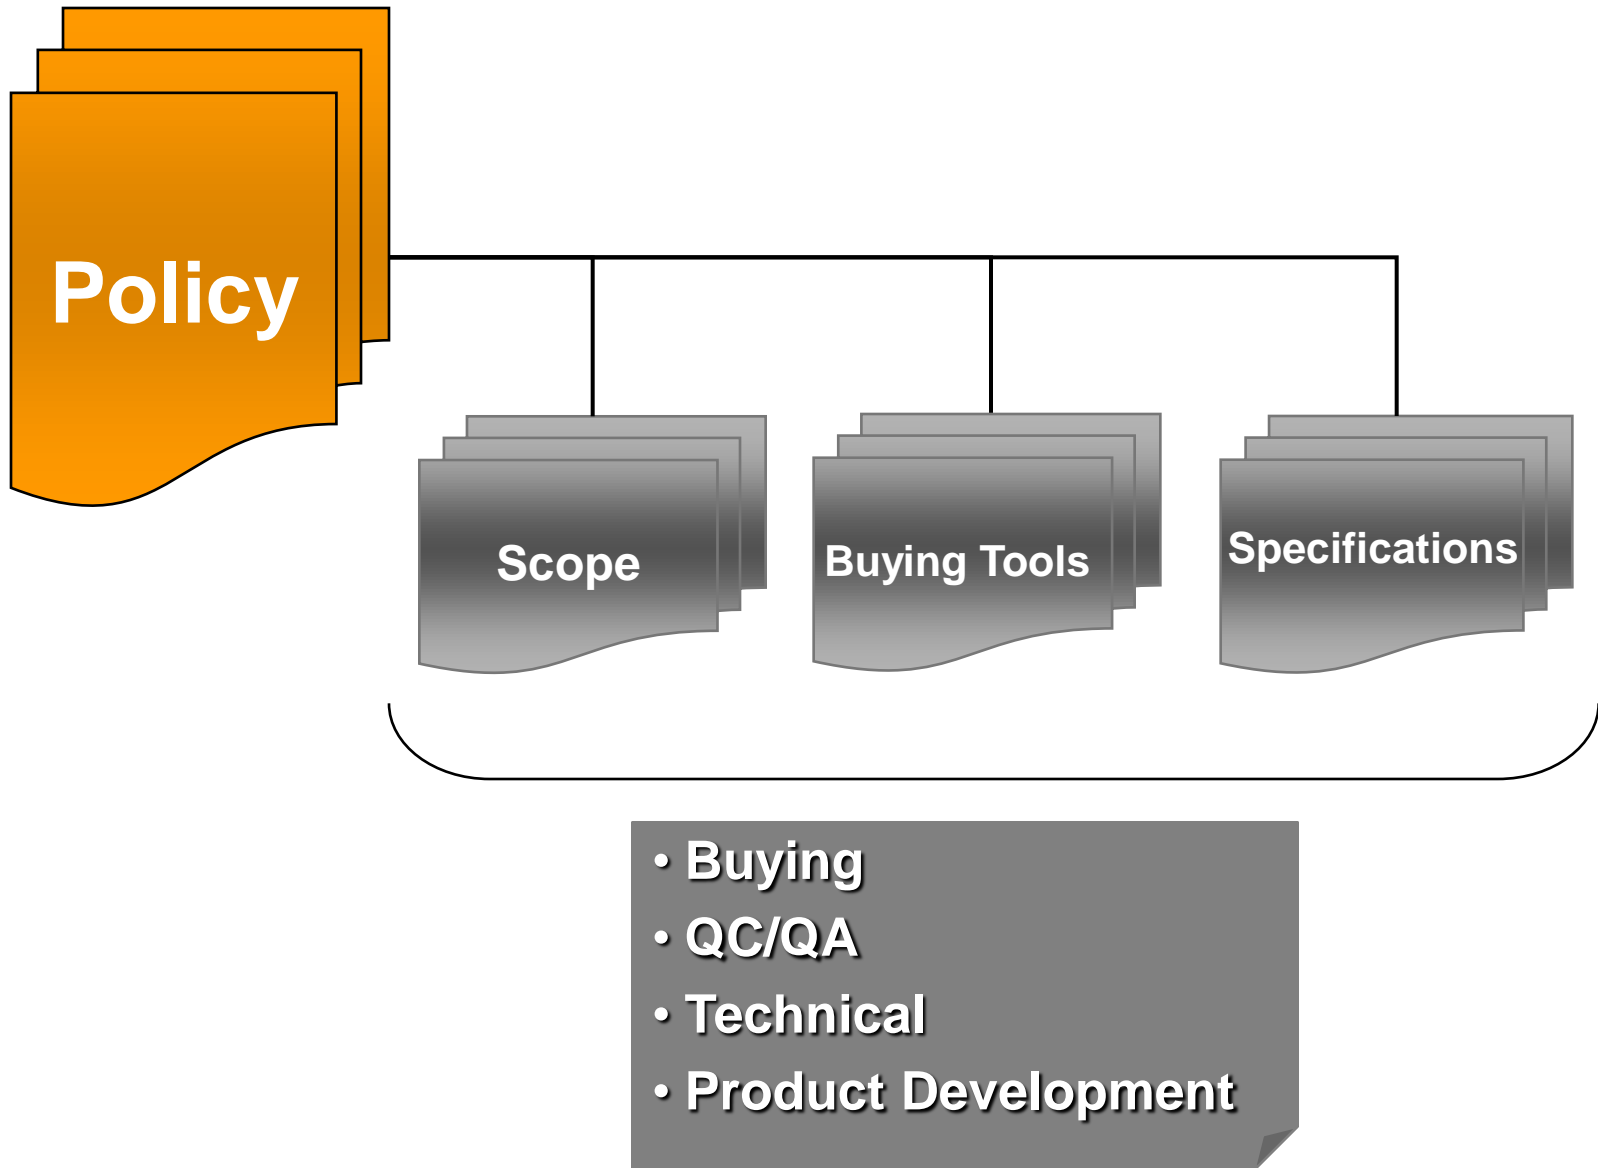 Policy
Scope
Buying Tools
Specifications
• Buying
• QC/QA
• Technical
• Product Development